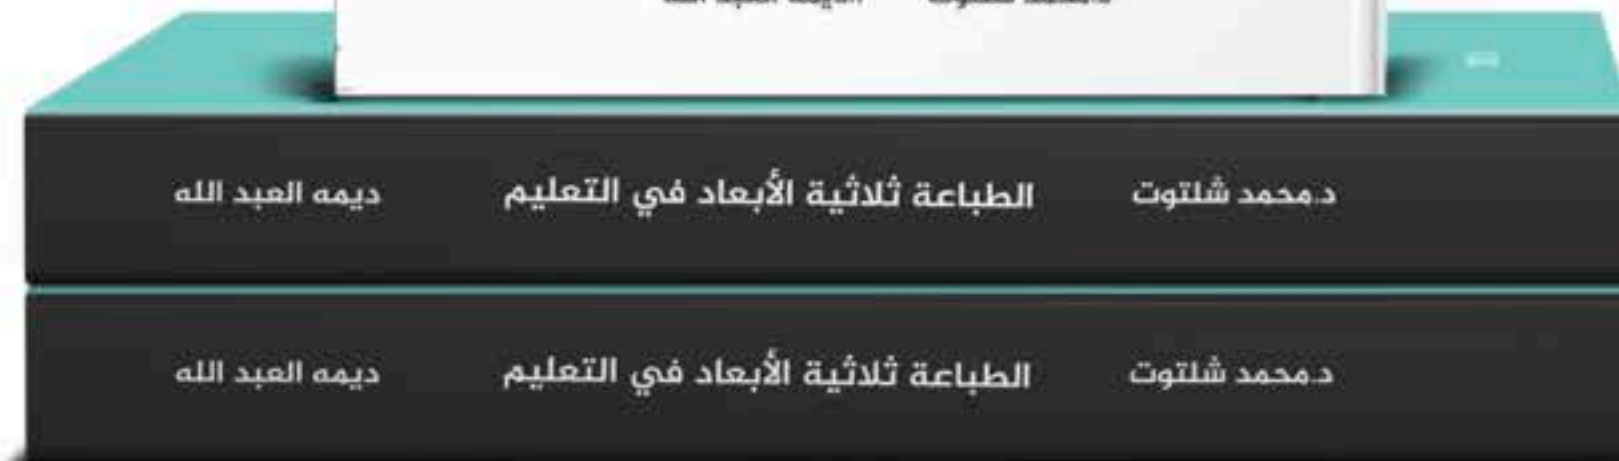 د.محمد شلتوت الطباعة ثلاثية الأبعاد في التعليم ديمه العبد الله
د.محمد شلتوت الطباعة ثلاثية الأبعاد في التعليم ديمه العبد الله